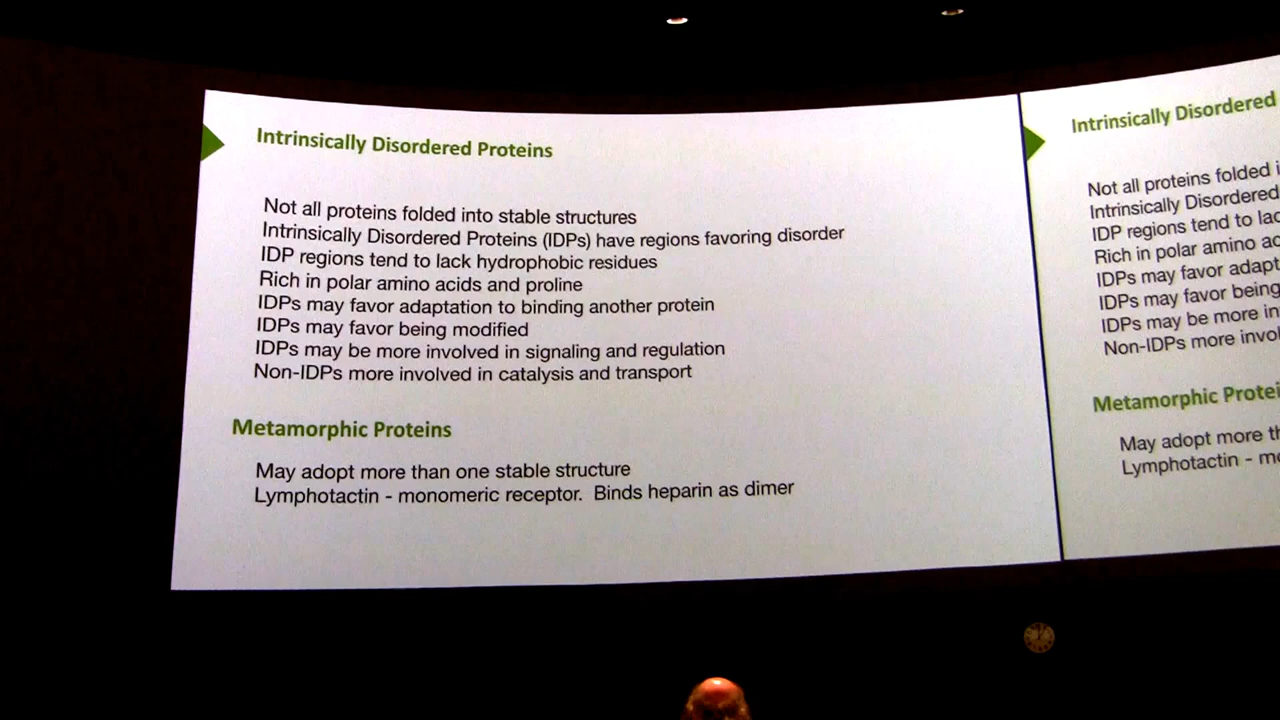 Intrinsically Disordered Proteins
Not all proteins folded into stable structures
Intrinsically Disordered Proteins (IDPs) have regions favoring disorder
IDP regions tend to lack hydrophobic residues
Rich in polar amino acids and proline
IDPs may favor adaptation to binding another protein
IDPs may favor being modified
IDPs may be more involved in signaling and regulation
Non-IDPs more involved in catalysis and transport
Metamorphic Proteins
May adopt more than one stable structure
Lymphotactin - monomeric receptor. Binds heparin as dimer
Intrinsically Disordered
Not all proteins folded
Intrinsically Disordered
IDP regions tend to
Rich in polar amino
IDPs may favor
IDPs may favor being
IDPs may be more
Non-IDPs more
Metamorphic
May adopt more
Lymphotactin -